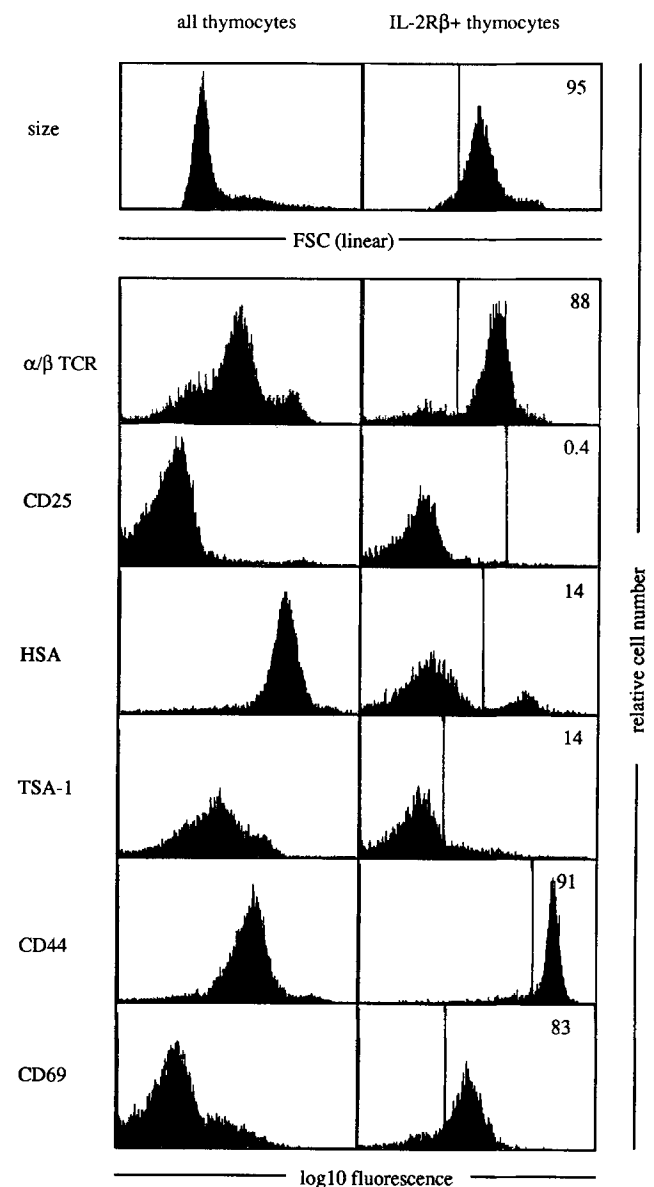 all thymocytes
IL-2Rβ+ thymocytes
size
95
FSC (linear)
α/β TCR
88
CD25
0.4
HSA
14
TSA-1
14
CD44
91
CD69
83
log10 fluorescence
relative cell number